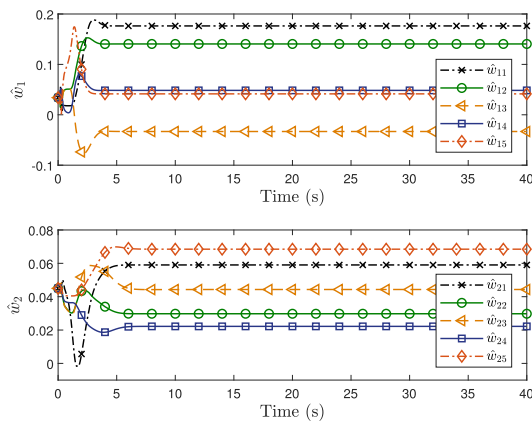 0.2
0.1
0
-0.1
ŵ₁
0 5 10 15 20 25 30 35 40
Time (s)
ŵ₁₁
ŵ₁₂
ŵ₁₃
ŵ₁₄
ŵ₁₅
0.08
0.06
0.04
0.02
0
ŵ₂
0 5 10 15 20 25 30 35 40
Time (s)
ŵ₂₁
ŵ₂₂
ŵ₂₃
ŵ₂₄
ŵ₂₅